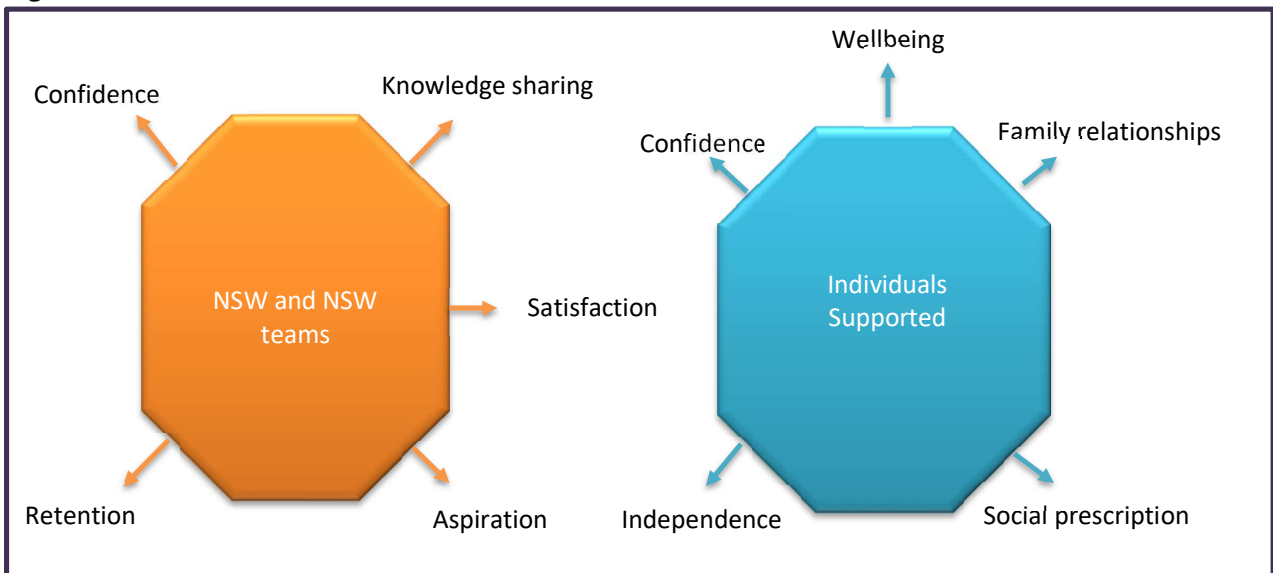 Confidence
Knowledge sharing
NSW and NSW
teams
Satisfaction
Retention
Aspiration
Wellbeing
Confidence
Family relationships
Individuals
Supported
Independence
Social prescription